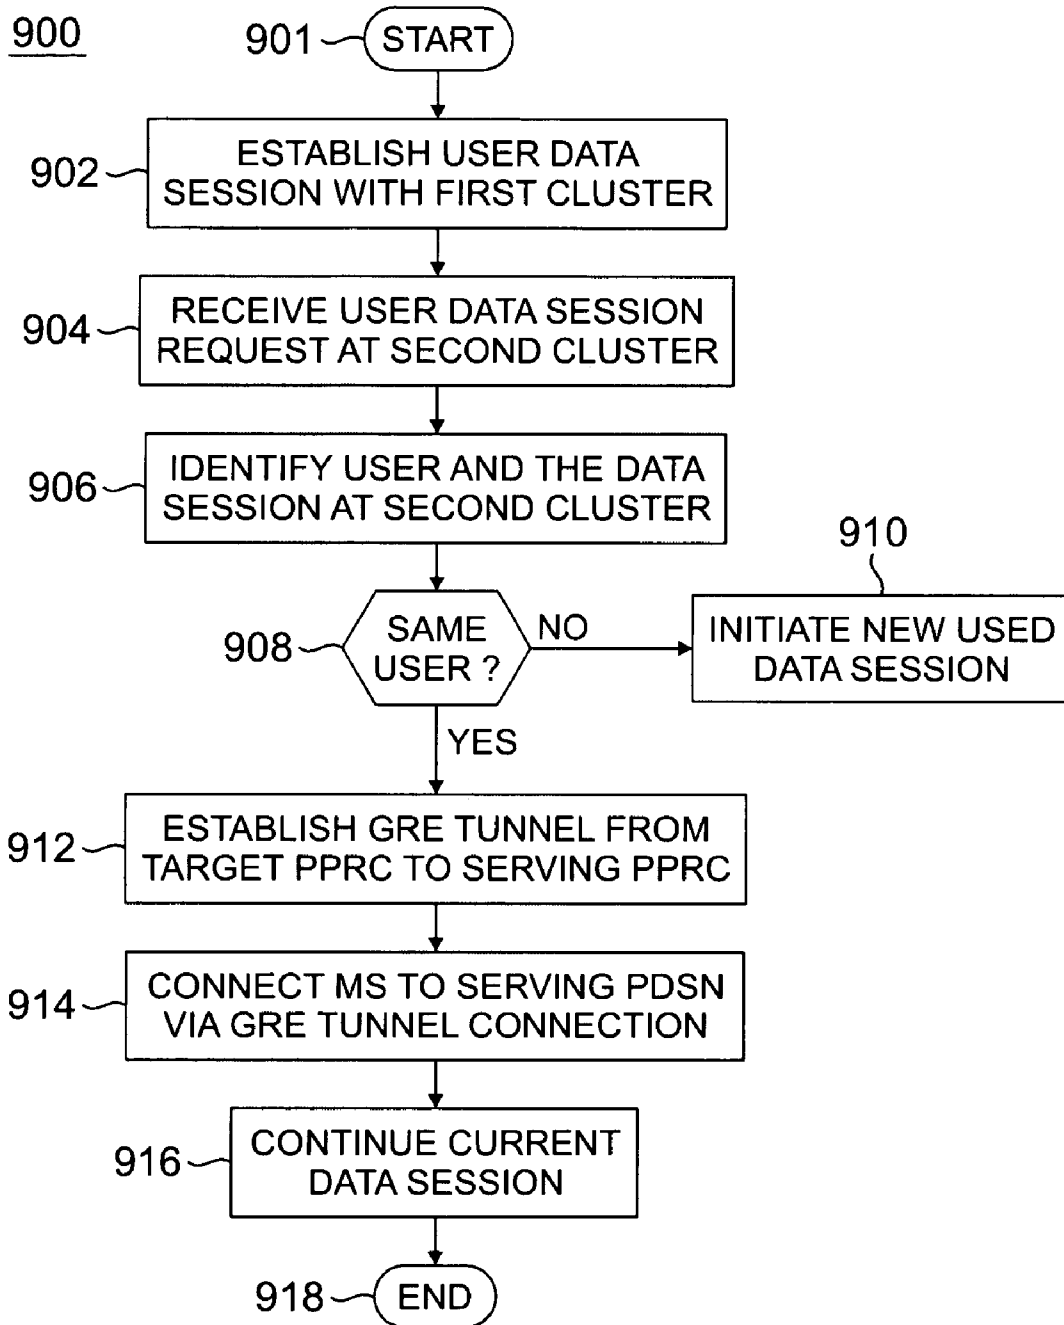 900
901
START
902
ESTABLISH USER DATA
SESSION WITH FIRST CLUSTER
904
RECEIVE USER DATA SESSION
REQUEST AT SECOND CLUSTER
906
IDENTIFY USER AND THE DATA
SESSION AT SECOND CLUSTER
908
SAME
USER ?
NO
910
INITIATE NEW USED
DATA SESSION
YES
912
ESTABLISH GRE TUNNEL FROM
TARGET PPRC TO SERVING PPRC
914
CONNECT MS TO SERVING PDSN
VIA GRE TUNNEL CONNECTION
916
CONTINUE CURRENT
DATA SESSION
918
END